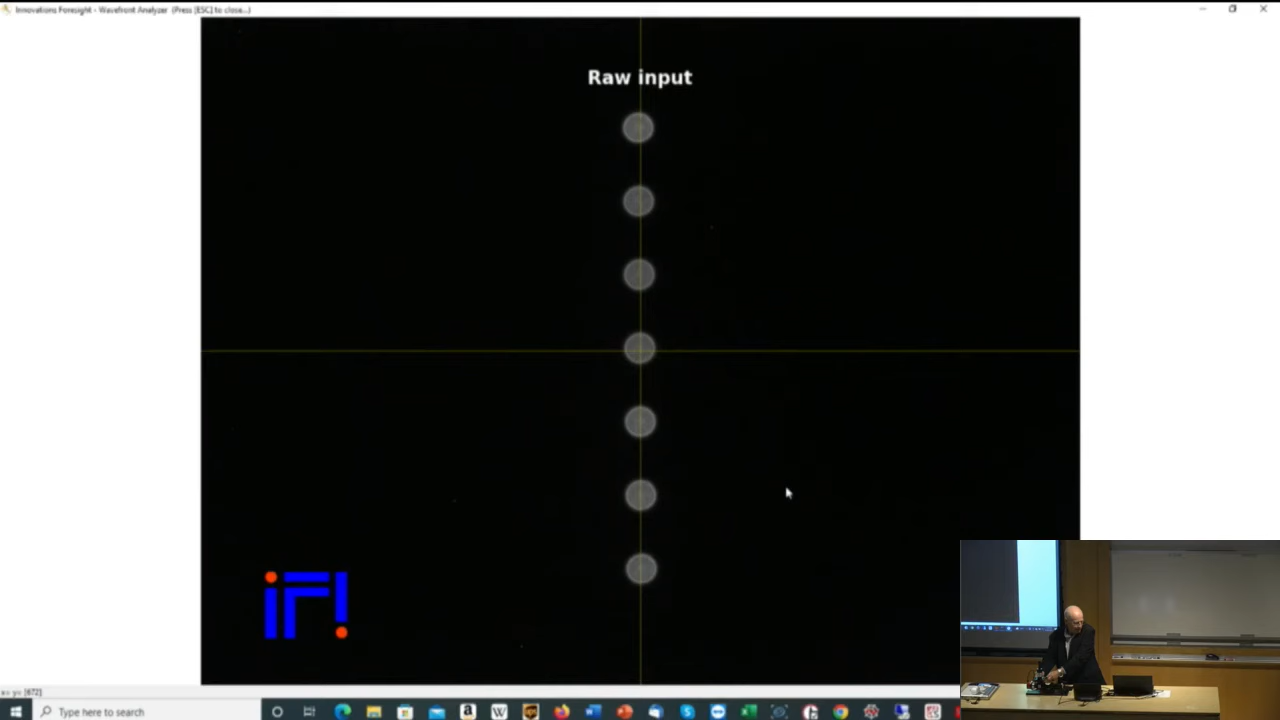 Innovations Foresight - Wavefront Analyzer (Press [ESC] to close...)
Raw input
iF!
Type here to search